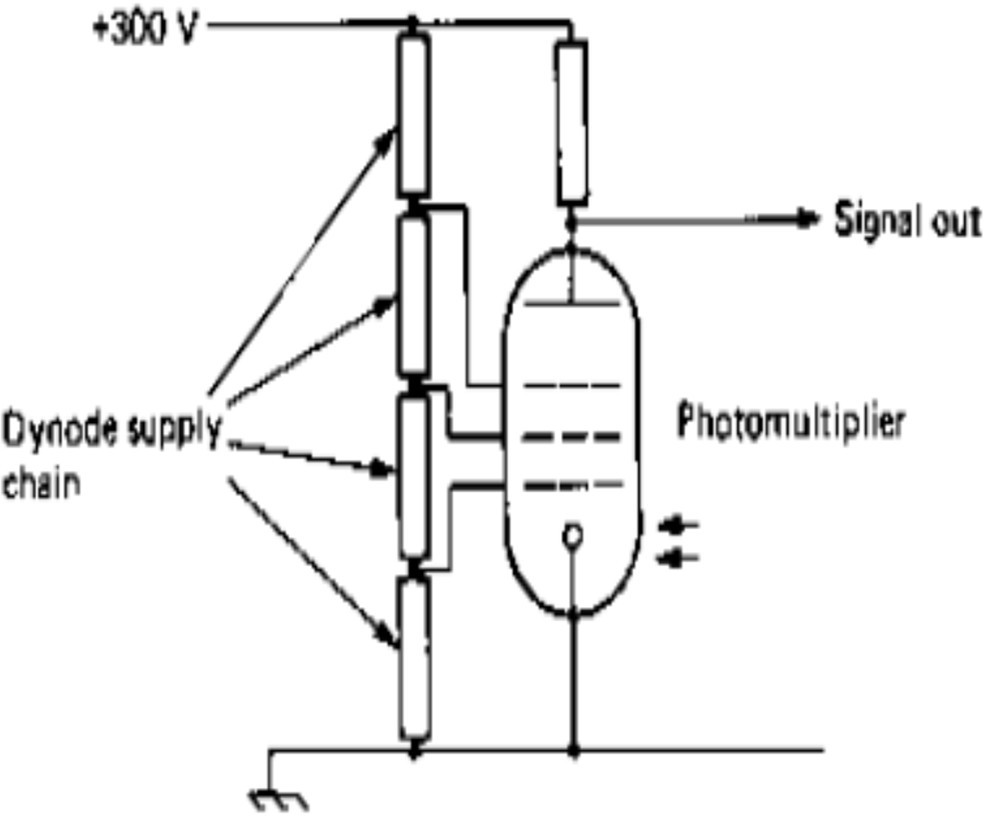 +300 V
Signal out
Dynode supply
chain
Photomultiplier